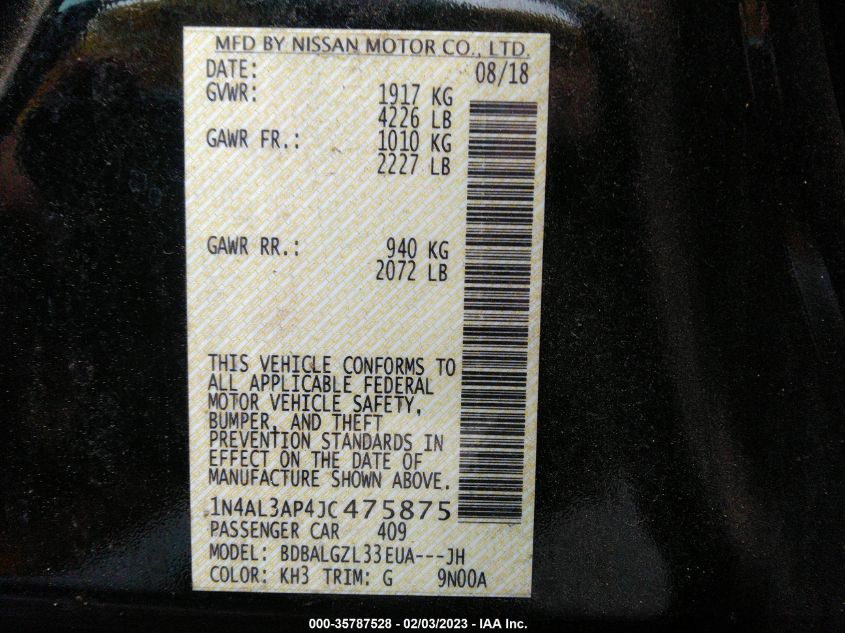 MFD BY NISSAN MOTOR CO., LTD.
DATE: 08/18
GVWR: 1917 KG
4226 LB
GAWR FR.: 1010 KG
2227 LB
GAWR RR.: 940 KG
2072 LB
THIS VEHICLE CONFORMS TO
ALL APPLICABLE FEDERAL
MOTOR VEHICLE SAFETY,
BUMPER, AND THEFT
PREVENTION STANDARDS IN
EFFECT ON THE DATE OF
MANUFACTURE SHOWN ABOVE.
1N4AL3AP4JC475875
PASSENGER CAR 409
MODEL: BDBALGZL33EUA---JH
COLOR: KH3 TRIM: G 9N00A
000-35787528 - 02/03/2023 - IAA Inc.